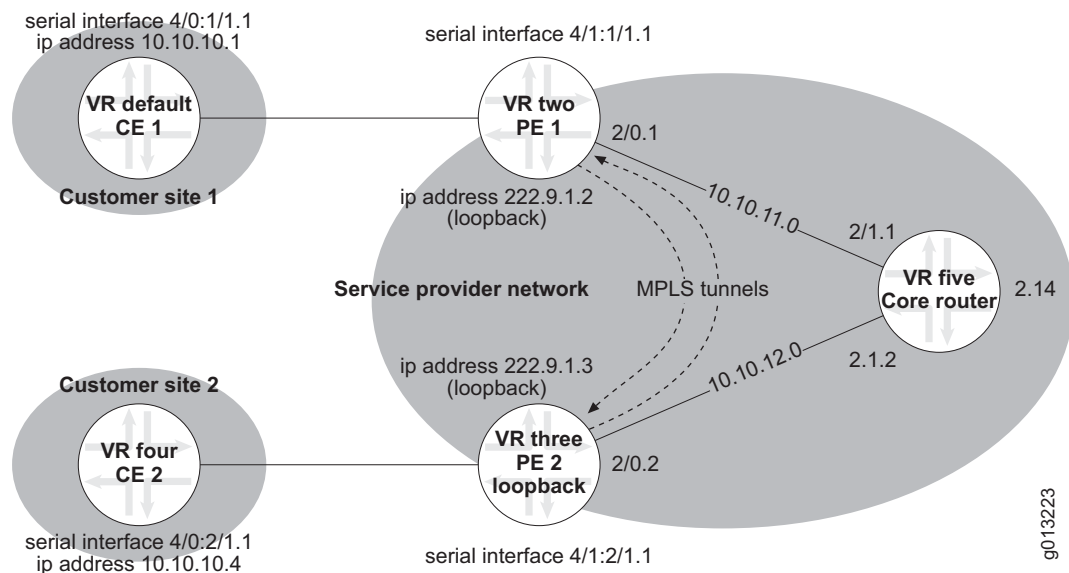 serial interface 4/0:1/1.1
ip address 10.10.10.1
VR default
CE 1
Customer site 1
serial interface 4/1:1/1.1
VR two
PE 1
2/0.1
ip address 222.9.1.2
(loopback)
10.10.11.0
2/1.1
Service provider network
MPLS tunnels
VR five
Core router
2.14
ip address 222.9.1.3
(loopback)
10.10.12.0
2.1.2
Customer site 2
VR four
CE 2
serial interface 4/0:2/1.1
ip address 10.10.10.4
VR three
PE 2
loopback
2/0.2
serial interface 4/1:2/1.1
g013223